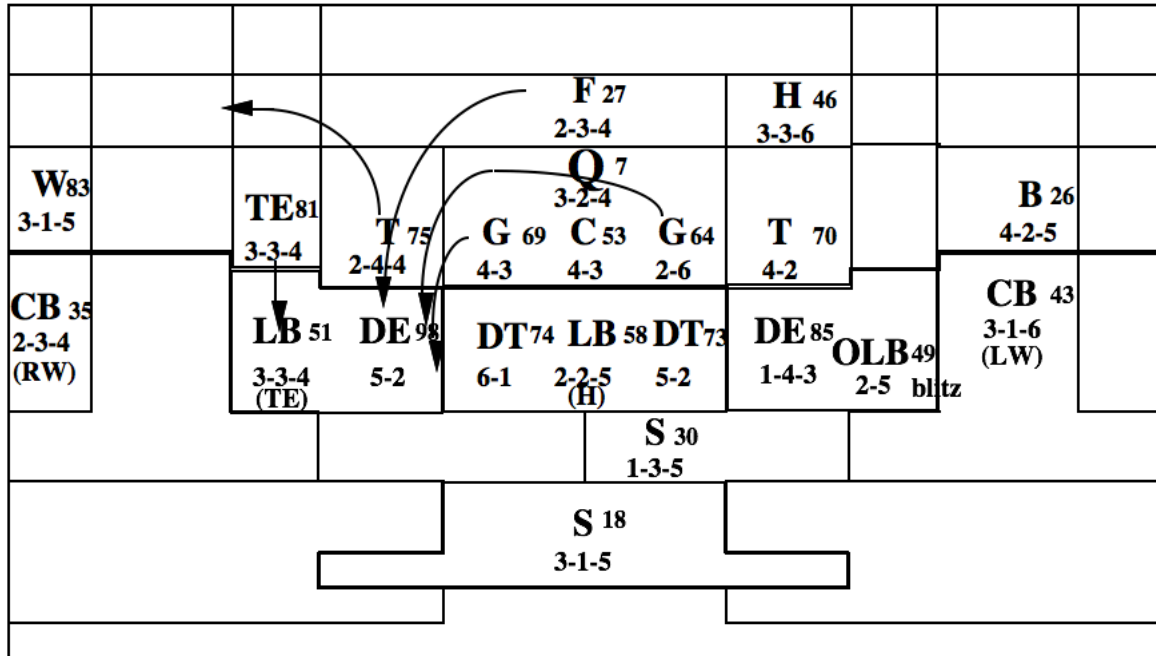 F 27
2-3-4
H 46
3-3-6
Q 7
3-2-4
W 83
3-1-5
TE 81
3-3-4
T 75
2-4-4
G 69
4-3
C 53
4-3
G 64
2-6
T 70
4-2
B 26
4-2-5
CB 35
2-3-4
(RW)
LB 51
3-3-4
(TE)
DE 98
5-2
DT 74
6-1
LB 58
2-2-5
(H)
DT 73
5-2
DE 85
1-4-3
OLB 49
2-5 blitz
CB 43
3-1-6
(LW)
S 30
1-3-5
S 18
3-1-5